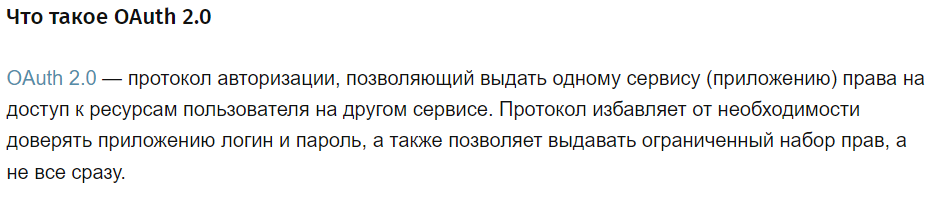 Что такое OAuth 2.0
OAuth 2.0 — протокол авторизации, позволяющий выдать одному сервису (приложению) права на
доступ к ресурсам пользователя на другом сервисе. Протокол избавляет от необходимости
доверять приложению логин и пароль, а также позволяет выдавать ограниченный набор прав, а
не все сразу.